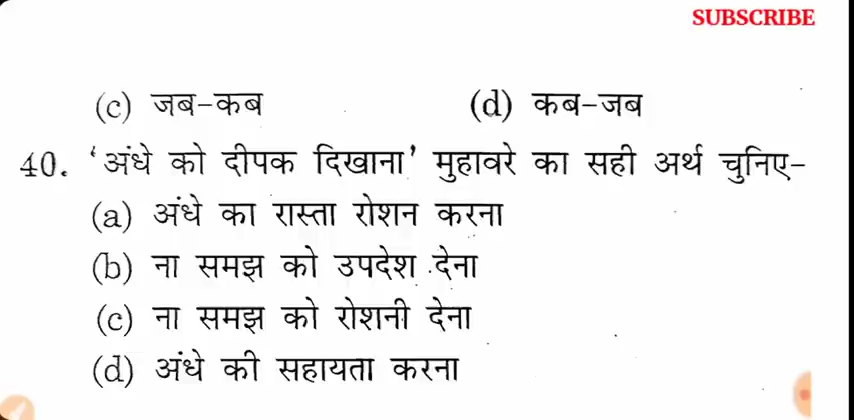 SUBSCRIBE
(c) जब-कब (d) कब-जब
40. ‘अंधे को दीपक दिखाना’ मुहावरे का सही अर्थ चुनिए-
(a) अंधे का रास्ता रोशन करना
(b) ना समझ को उपदेश देना
(c) ना समझ को रोशनी देना
(d) अंधे की सहायता करना